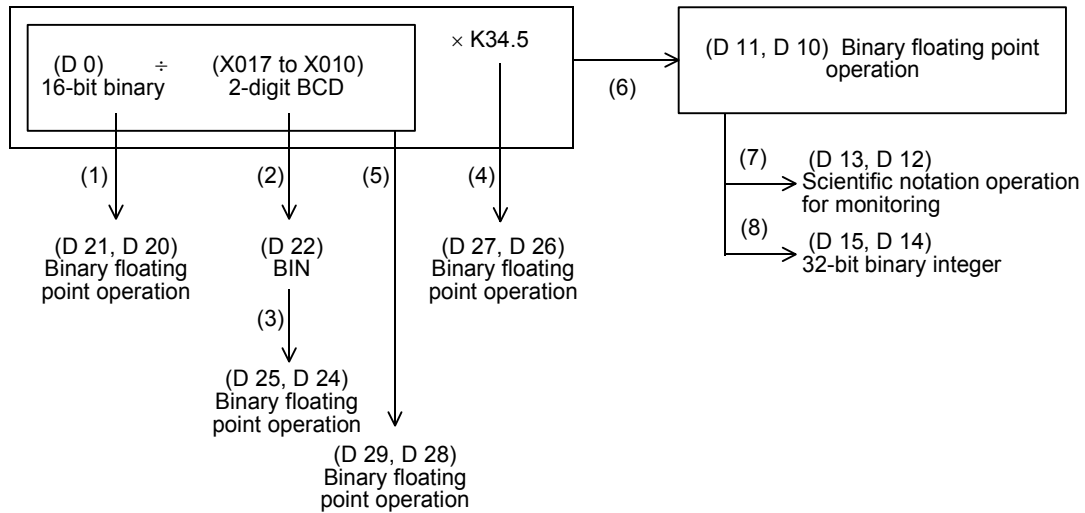 (D 0) ÷ (X017 to X010)
16-bit binary 2-digit BCD
× K34.5
(6)
(D 11, D 10) Binary floating point
operation
(1)
(2)
(5)
(4)
(7)
(D 13, D 12)
Scientific notation operation
for monitoring
(8)
(D 15, D 14)
32-bit binary integer
(D 21, D 20)
Binary floating
point operation
(D 22)
BIN
(D 27, D 26)
Binary floating
point operation
(3)
(D 25, D 24)
Binary floating
point operation
(D 29, D 28)
Binary floating
point operation